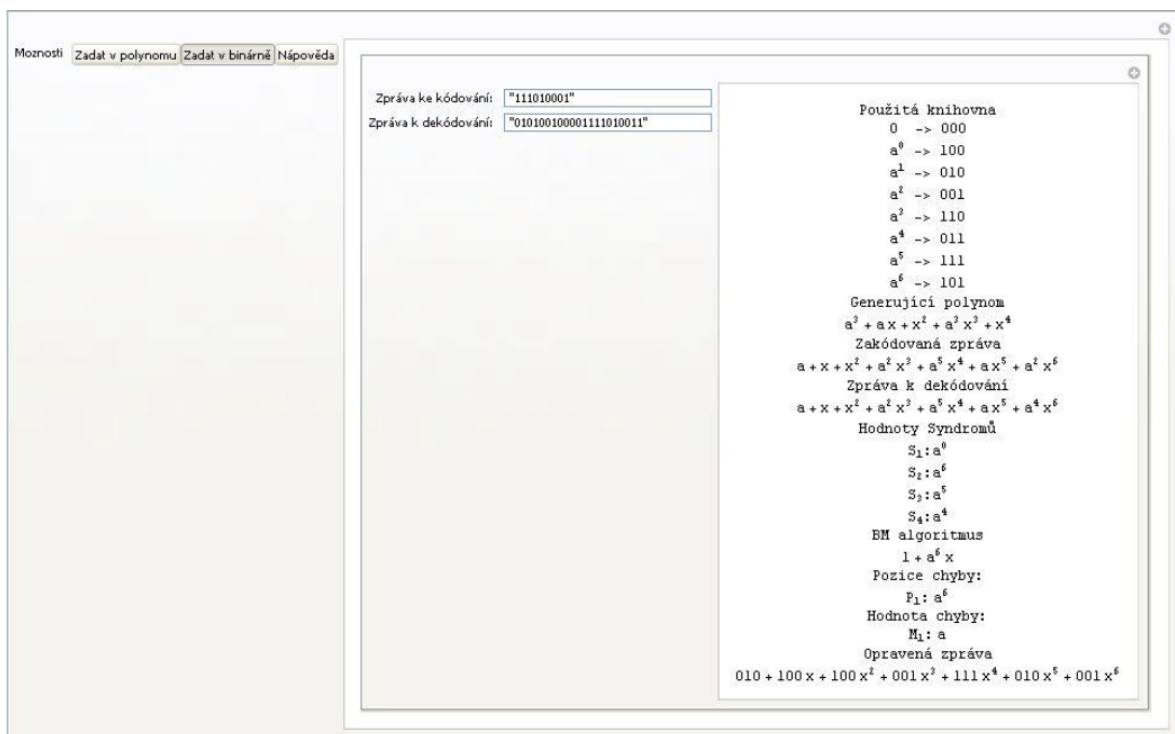 Moznosti Zadat v polynomu Zadat v binárně Nápověda
Zpráva ke kódování: "111010001"
Zpráva k dekódování: "010100100001111010011"
Použitá knihovna
0 -> 000
a⁰ -> 100
a¹ -> 010
a² -> 001
a³ -> 110
a⁴ -> 011
a⁵ -> 111
a⁶ -> 101
Generující polynom
a³ + a x + x² + a³ x³ + x⁴
Zakódovaná zpráva
a + x + x² + a² x³ + a⁵ x⁴ + a x⁵ + a² x⁶
Zpráva k dekódování
a + x + x² + a² x³ + a⁵ x⁴ + a x⁵ + a⁴ x⁶
Hodnoty Syndromů
S₁: a⁰
S₂: a⁶
S₃: a⁵
S₄: a⁴
BM algoritmus
1 + a⁶ x
Pozice chyby:
P₁: a⁶
Hodnota chyby:
M₁: a
Opravená zpráva
010 + 100 x + 100 x² + 001 x³ + 111 x⁴ + 010 x⁵ + 001 x⁶